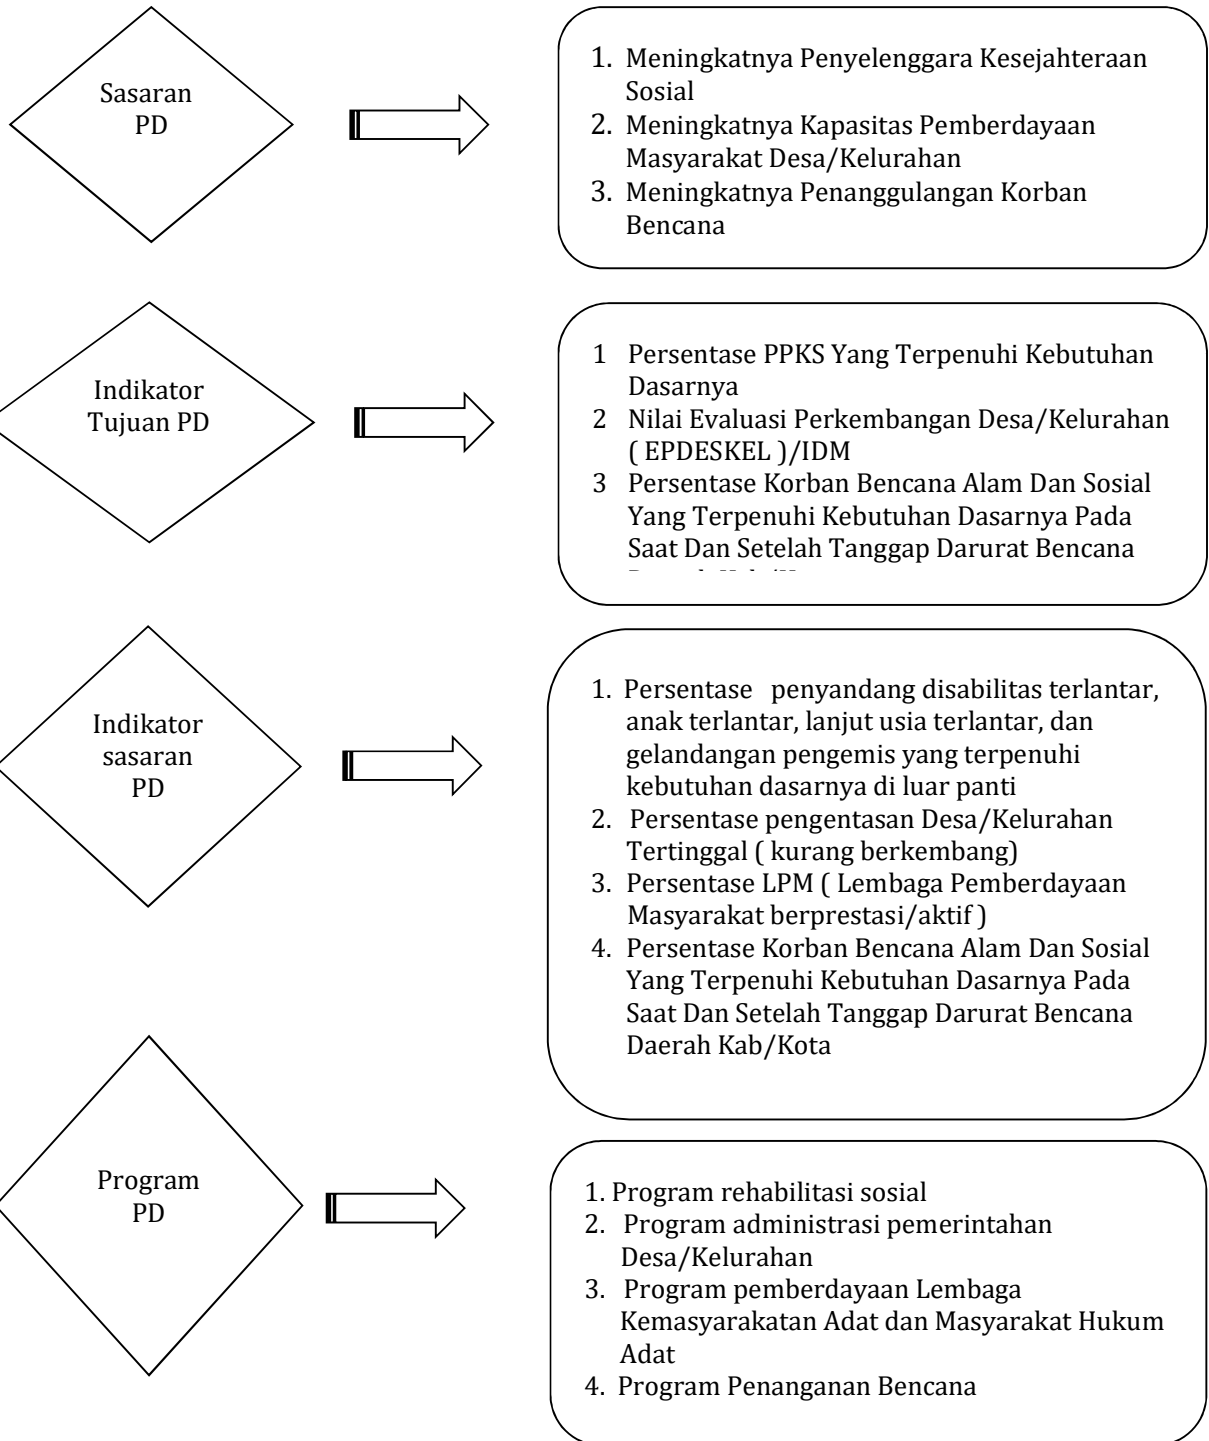 Sasaran
PD
1. Meningkatnya Penyelenggara Kesejahteraan
Sosial
2. Meningkatnya Kapasitas Pemberdayaan
Masyarakat Desa/Kelurahan
3. Meningkatnya Penanggulangan Korban
Bencana
Indikator
Tujuan PD
1 Persentase PPKS Yang Terpenuhi Kebutuhan
Dasarnya
2 Nilai Evaluasi Perkembangan Desa/Kelurahan
( EPDESKEL )/IDM
3 Persentase Korban Bencana Alam Dan Sosial
Yang Terpenuhi Kebutuhan Dasarnya Pada
Saat Dan Setelah Tanggap Darurat Bencana
Indikator
sasaran
PD
1. Persentase penyandang disabilitas terlantar,
anak terlantar, lanjut usia terlantar, dan
gelandangan pengemis yang terpenuhi
kebutuhan dasarnya di luar panti
2. Persentase pengentasan Desa/Kelurahan
Tertinggal ( kurang berkembang)
3. Persentase LPM ( Lembaga Pemberdayaan
Masyarakat berprestasi/aktif )
4. Persentase Korban Bencana Alam Dan Sosial
Yang Terpenuhi Kebutuhan Dasarnya Pada
Saat Dan Setelah Tanggap Darurat Bencana
Daerah Kab/Kota
Program
PD
1. Program rehabilitasi sosial
2. Program administrasi pemerintahan
Desa/Kelurahan
3. Program pemberdayaan Lembaga
Kemasyarakatan Adat dan Masyarakat Hukum
Adat
4. Program Penanganan Bencana